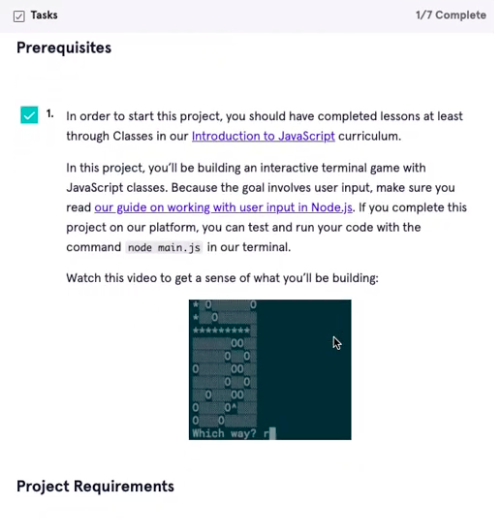 Tasks
1/7 Complete
Prerequisites
1. In order to start this project, you should have completed lessons at least
through Classes in our Introduction to JavaScript curriculum.
In this project, you'll be building an interactive terminal game with
JavaScript classes. Because the goal involves user input, make sure you
read our guide on working with user input in Node.js. If you complete this
project on our platform, you can test and run your code with the
command node main.js in our terminal.
Watch this video to get a sense of what you'll be building:
* O O
* O
*********
OO
O O
O OO
O O
O OO
O O^
O O
Which way? r
Project Requirements